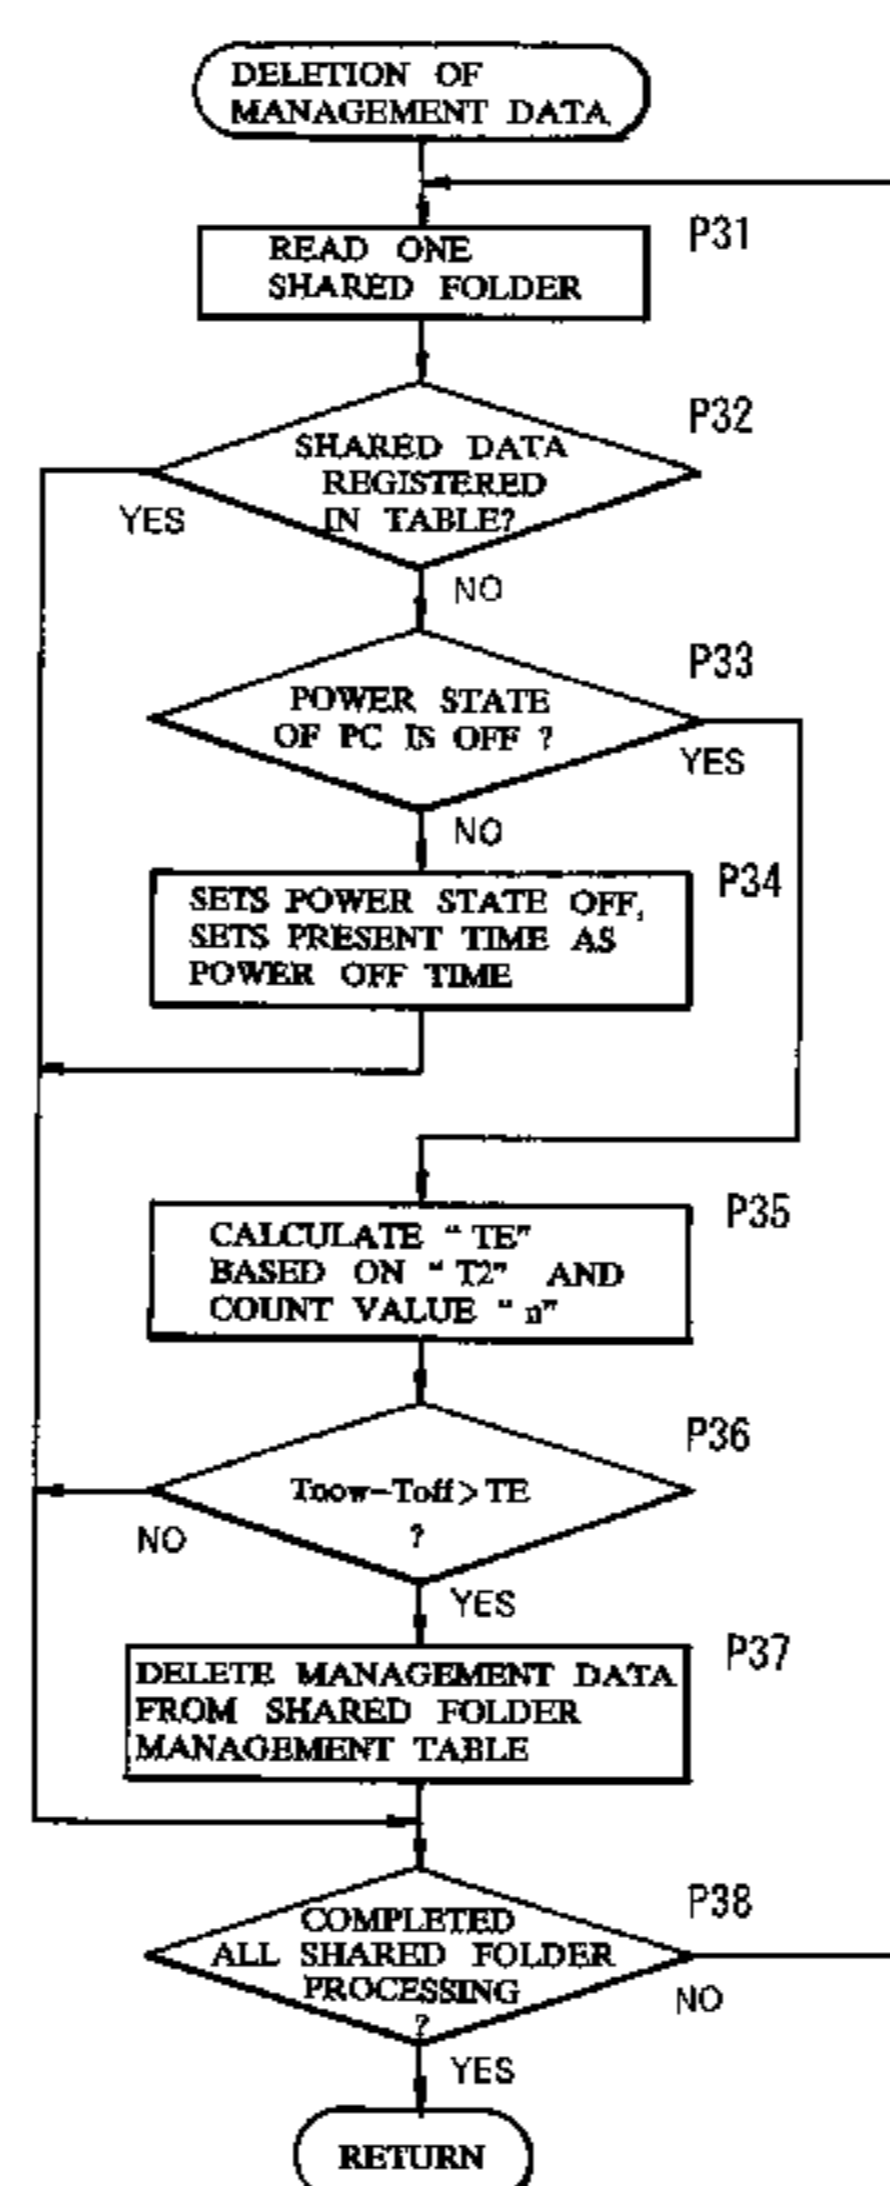 DELETION OF
MANAGEMENT DATA
P31
READ ONE
SHARED FOLDER
P32
SHARED DATA
REGISTERED
IN TABLE?
YES
NO
P33
POWER STATE
OF PC IS OFF ?
YES
NO
P34
SETS POWER STATE OFF,
SETS PRESENT TIME AS
POWER OFF TIME
P35
CALCULATE "TE"
BASED ON "T2" AND
COUNT VALUE "n"
P36
Tnow-Toff>TE
?
NO
YES
P37
DELETE MANAGEMENT DATA
FROM SHARED FOLDER
MANAGEMENT TABLE
P38
COMPLETED
ALL SHARED FOLDER
PROCESSING
?
NO
YES
RETURN